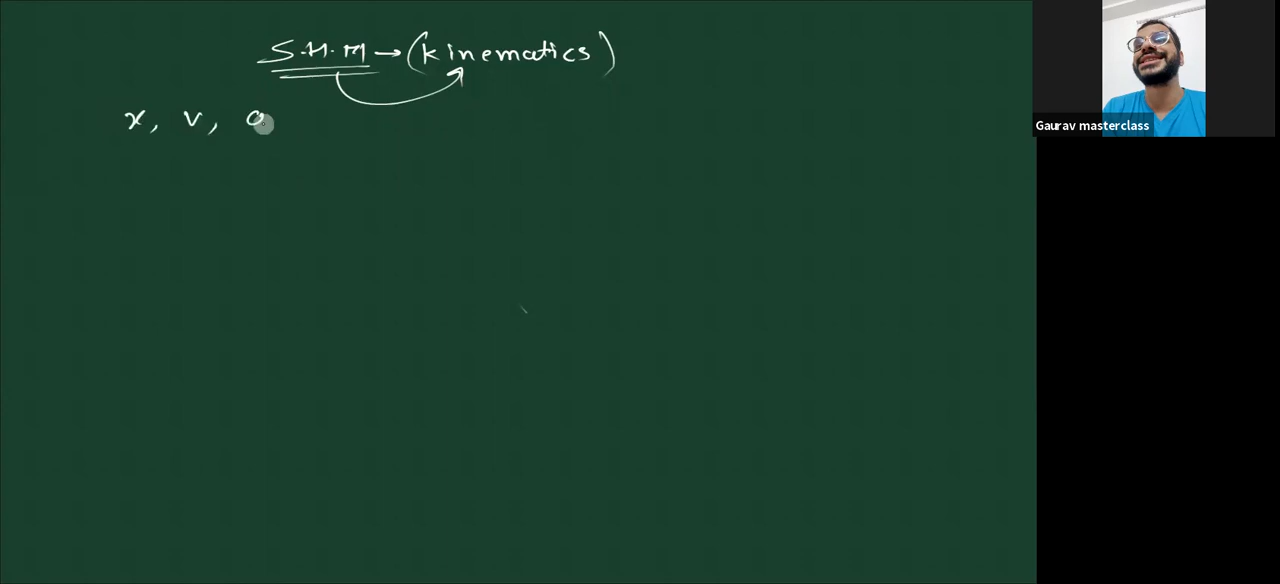 S.H.M → (kinematics)
x, v, a
Gaurav masterclass